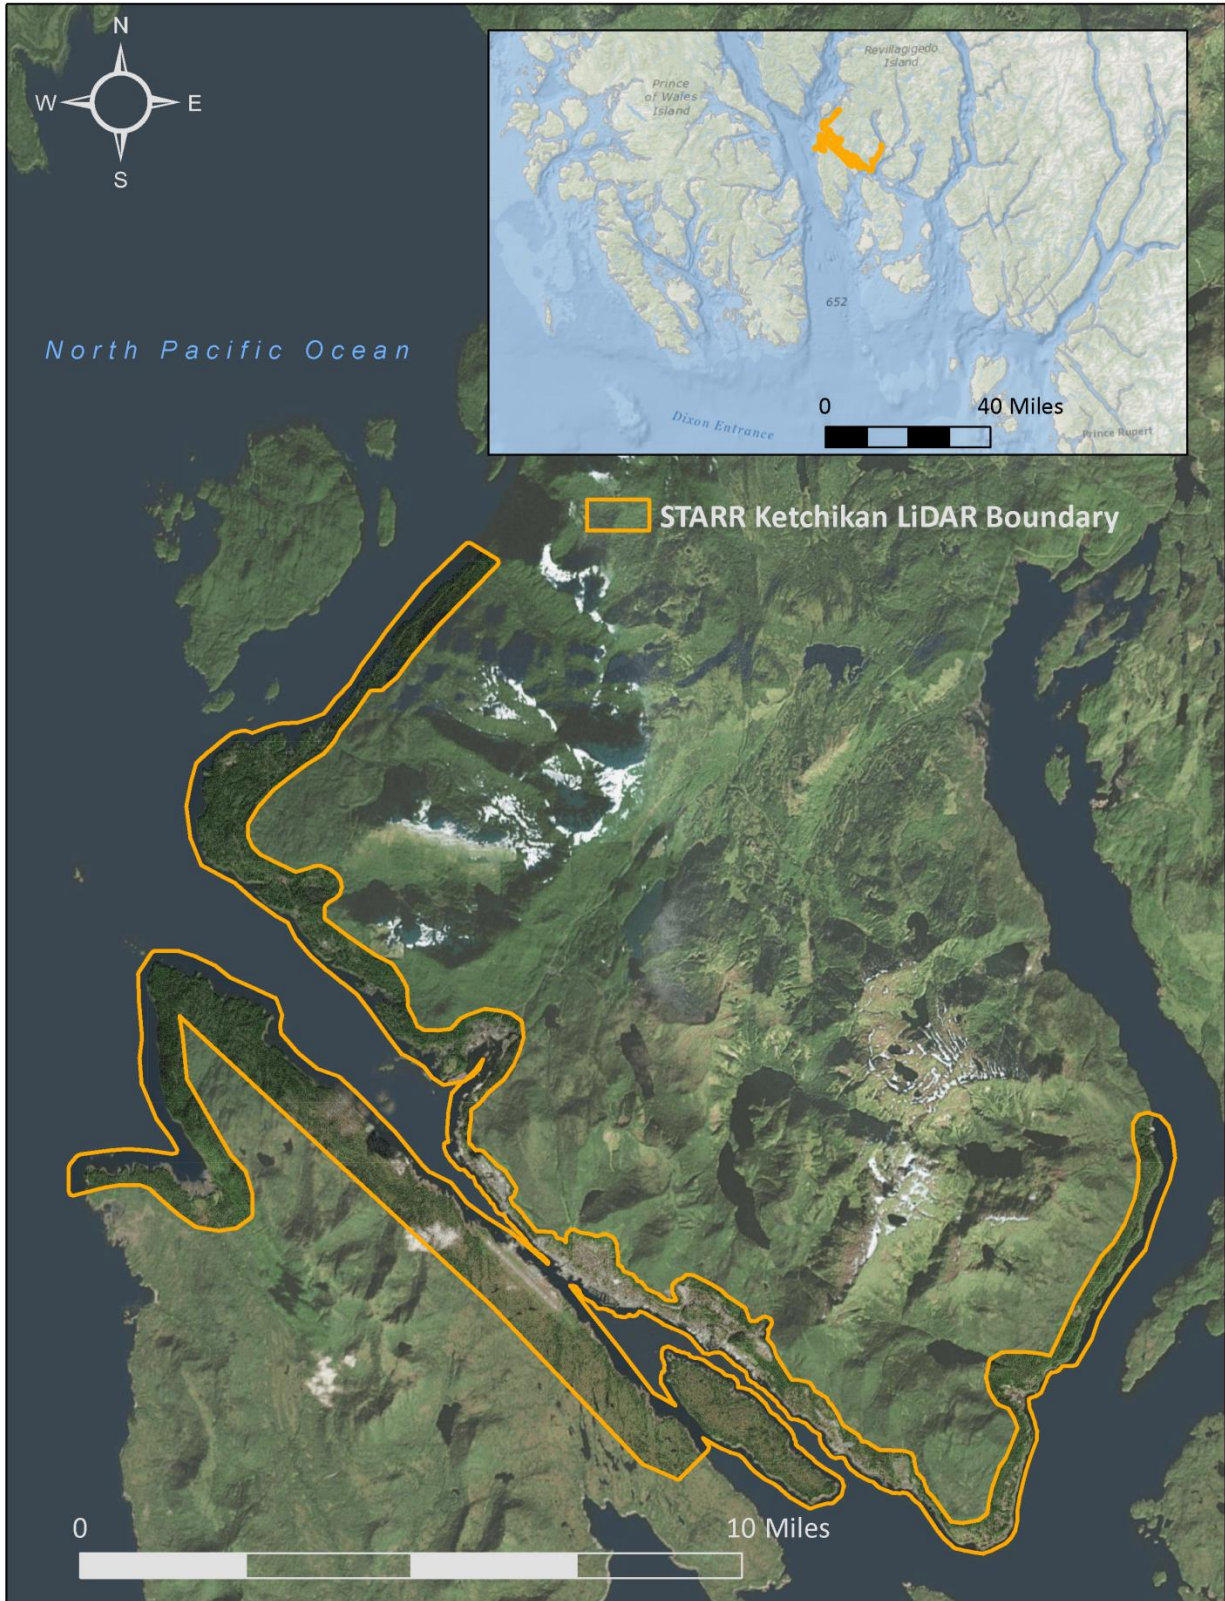 N
W E
S
North Pacific Ocean
Revillagigedo
Island
Prince
of Wales
Island
652
Dixon Entrance
0 40 Miles
Prince Rupert
STARR Ketchikan LiDAR Boundary
0 10 Miles